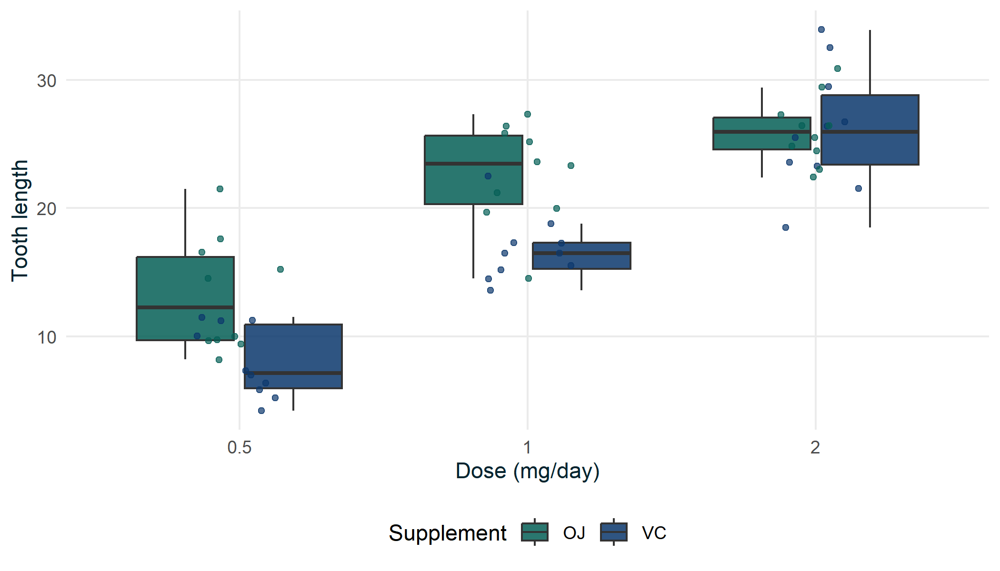 Tooth length
30
20
10
0.5 1 2
Dose (mg/day)
Supplement OJ VC